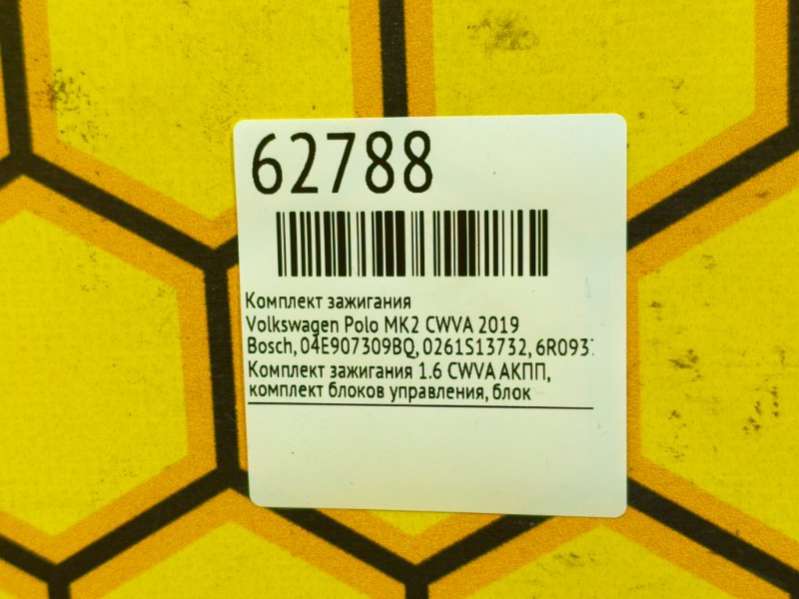 62788
Комплект зажигания
Volkswagen Polo MK2 CWVA 2019
Bosch, 04E907309BQ, 0261S13732, 6R093
Комплект зажигания 1.6 CWVA АКПП,
комплект блоков управления, блок